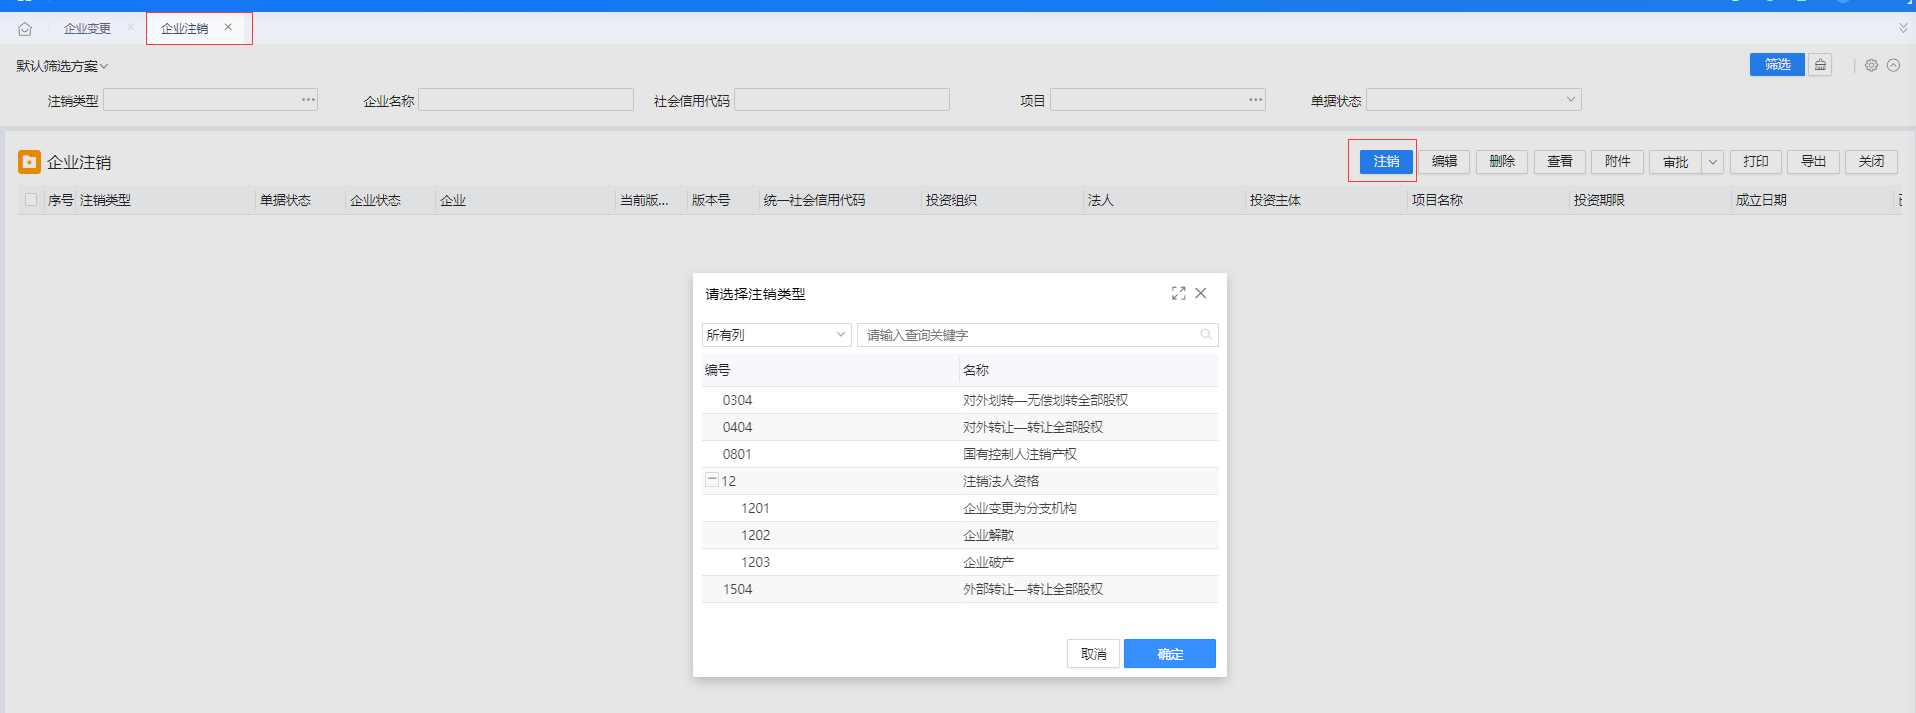 企业变更 企业注销
默认筛选方案 筛选
注销类型 企业名称 社会信用代码 项目 单据状态
企业注销 注销 编辑 删除 查看 附件 审批 打印 导出 关闭
序号 注销类型 单据状态 企业状态 企业 当前版... 版本号 统一社会信用代码 投资组织 法人 投资主体 项目名称 投资期限 成立日期
请选择注销类型
所有列 请输入查询关键字
编号 名称
0304 对外划转—无偿划转全部股权
0404 对外转让—转让全部股权
0801 国有控制人注销产权
12 注销法人资格
1201 企业变更为分支机构
1202 企业解散
1203 企业破产
1504 外部转让—转让全部股权
取消 确定